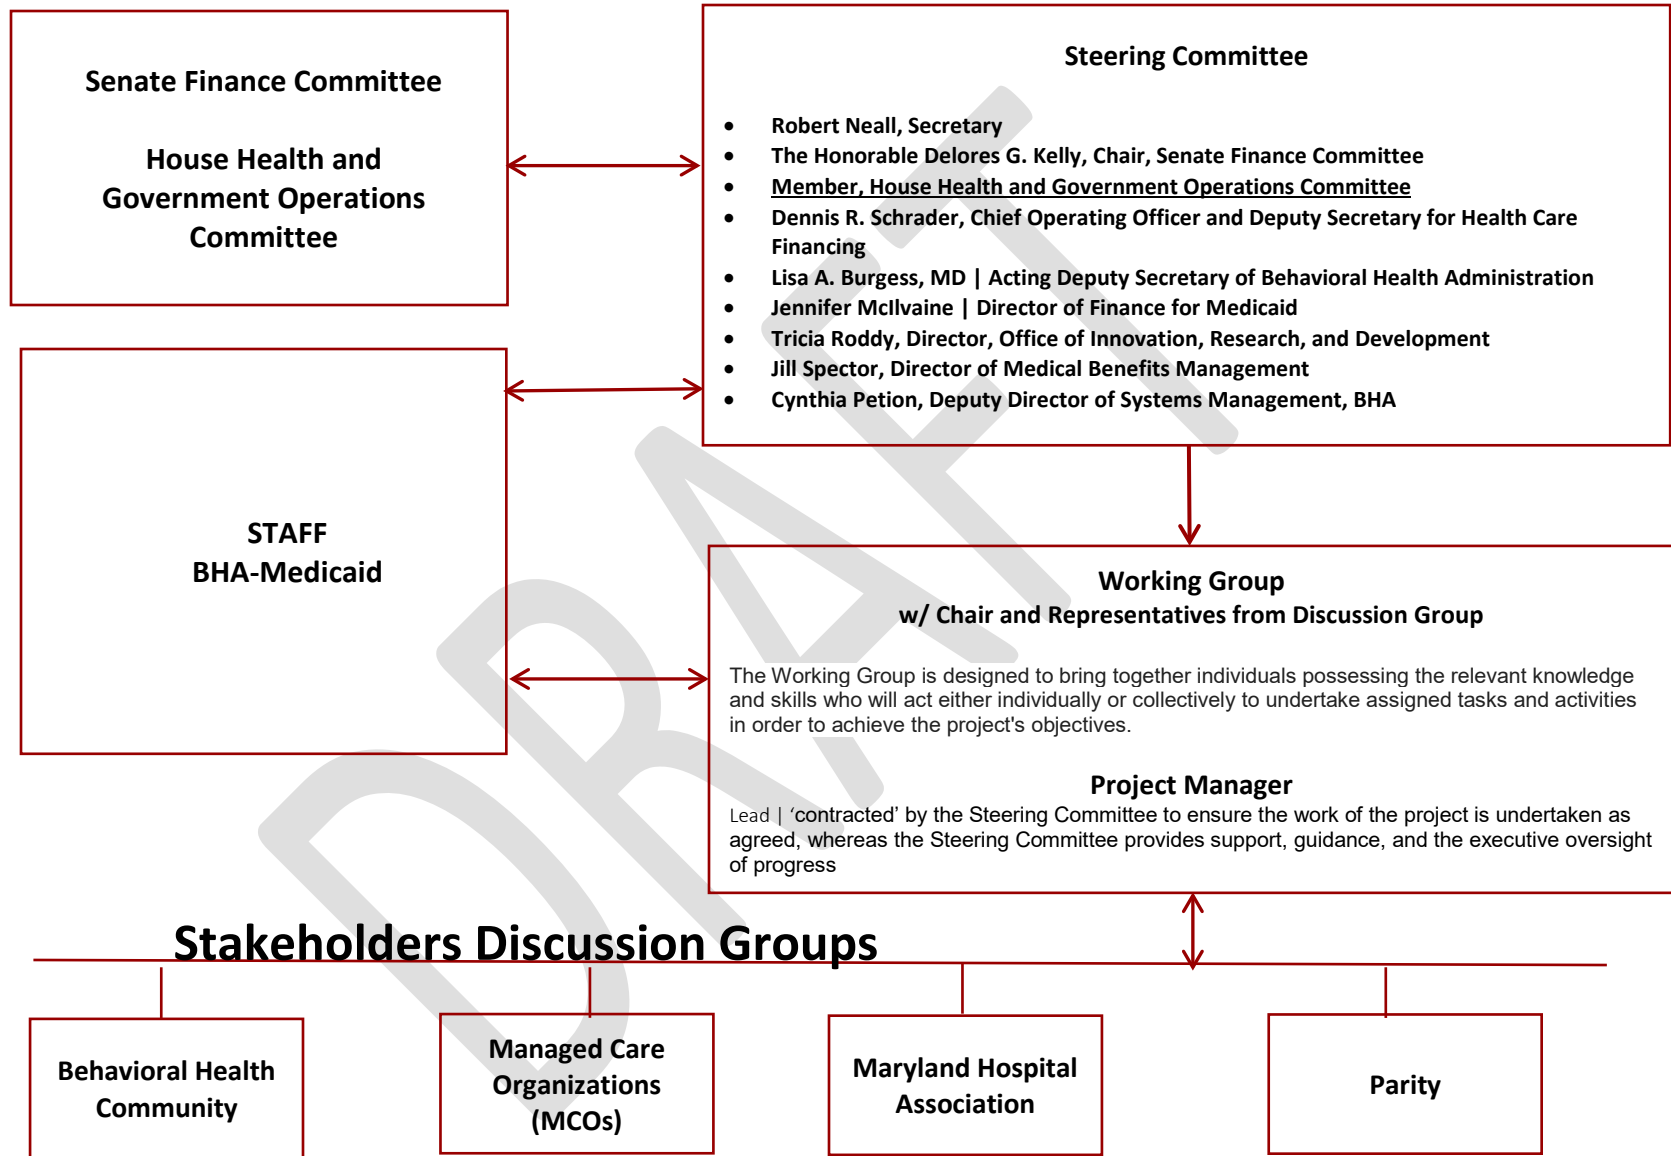 Senate Finance Committee
House Health and
Government Operations
Committee
Steering Committee
• Robert Neall, Secretary
• The Honorable Delores G. Kelly, Chair, Senate Finance Committee
• Member, House Health and Government Operations Committee
• Dennis R. Schrader, Chief Operating Officer and Deputy Secretary for Health Care
Financing
• Lisa A. Burgess, MD | Acting Deputy Secretary of Behavioral Health Administration
• Jennifer McIlvaine | Director of Finance for Medicaid
• Tricia Roddy, Director, Office of Innovation, Research, and Development
• Jill Spector, Director of Medical Benefits Management
• Cynthia Petion, Deputy Director of Systems Management, BHA
STAFF
BHA-Medicaid
Working Group
w/ Chair and Representatives from Discussion Group
The Working Group is designed to bring together individuals possessing the relevant knowledge
and skills who will act either individually or collectively to undertake assigned tasks and activities
in order to achieve the project's objectives.
Project Manager
Lead | ‘contracted’ by the Steering Committee to ensure the work of the project is undertaken as
agreed, whereas the Steering Committee provides support, guidance, and the executive oversight
of progress
Stakeholders Discussion Groups
Behavioral Health
Community
Managed Care
Organizations
(MCOs)
Maryland Hospital
Association
Parity
DRAFT